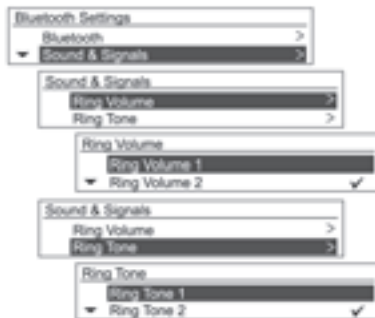 Bluetooth Settings
Bluetooth >
Sound & Signals >
Sound & Signals
Ring Volume >
Ring Tone >
Ring Volume
Ring Volume 1
Ring Volume 2 ✓
Sound & Signals
Ring Volume >
Ring Tone >
Ring Tone
Ring Tone 1
Ring Tone 2 ✓